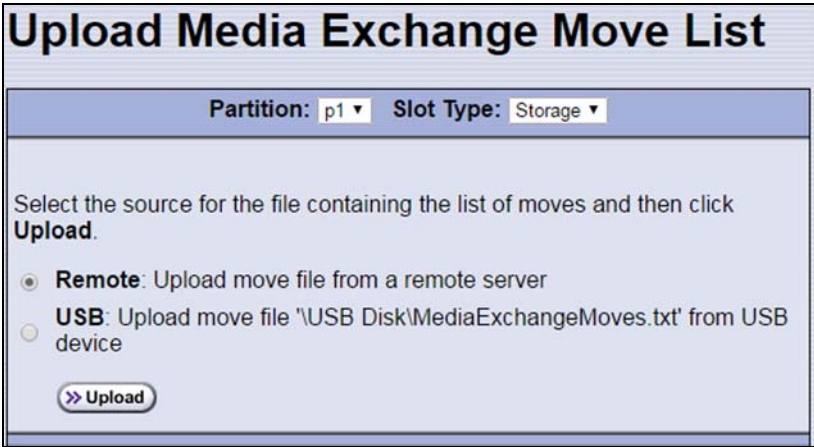 Upload Media Exchange Move List
Partition: p1 Slot Type: Storage
Select the source for the file containing the list of moves and then click
Upload.
Remote: Upload move file from a remote server
USB: Upload move file '\USB Disk\MediaExchangeMoves.txt' from USB
device
Upload